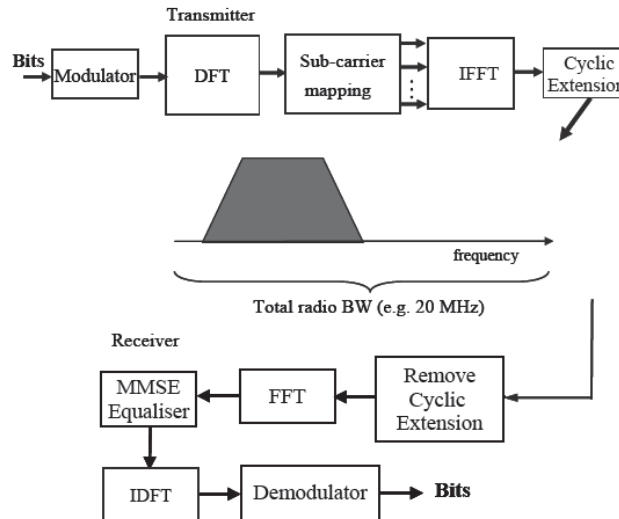 Transmitter
Bits
Modulator
DFT
Sub-carrier
mapping
IFFT
Cyclic
Extension
frequency
Total radio BW (e.g. 20 MHz)
Receiver
MMSE
Equaliser
FFT
Remove
Cyclic
Extension
IDFT
Demodulator
Bits